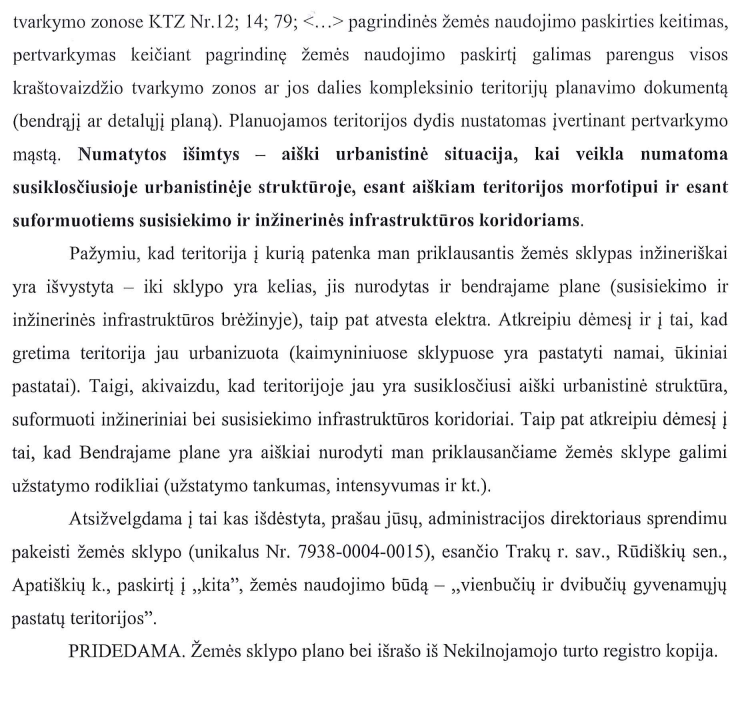 tvarkymo zonose KTZ Nr.12; 14; 79; <…> pagrindinės žemės naudojimo paskirties keitimas,
pertvarkymas keičiant pagrindinę žemės naudojimo paskirtį galimas parengus visos
kraštovaizdžio tvarkymo zonos ar jos dalies kompleksinio teritorijų planavimo dokumentą
(bendrąjį ar detalųjį planą). Planuojamos teritorijos dydis nustatomas įvertinant pertvarkymo
mąstą. Numatytos išimtys – aiški urbanistinė situacija, kai veikla numatoma
susiklosčiusioje urbanistinėje struktūroje, esant aiškiam teritorijos morfotipui ir esant
suformuotiems susisiekimo ir inžinerinės infrastruktūros koridoriams.
Pažymiu, kad teritorija į kurią patenka man priklausantis žemės sklypas inžineriškai
yra išvystyta – iki sklypo yra kelias, jis nurodytas ir bendrajame plane (susisiekimo ir
inžinerinės infrastruktūros brėžinyje), taip pat atvesta elektra. Atkreipiu dėmesį ir į tai, kad
gretima teritorija jau urbanizuota (kaimyniniuose sklypuose yra pastatyti namai, ūkiniai
pastatai). Taigi, akivaizdu, kad teritorijoje jau yra susiklosčiusi aiški urbanistinė struktūra,
suformuoti inžineriniai bei susisiekimo infrastruktūros koridoriai. Taip pat atkreipiu dėmesį į
tai, kad Bendrajame plane yra aiškiai nurodyti man priklausančiame žemės sklype galimi
užstatymo rodikliai (užstatymo tankumas, intensyvumas ir kt.).
Atsižvelgdama į tai kas išdėstyta, prašau jūsų, administracijos direktoriaus sprendimu
pakeisti žemės sklypo (unikalus Nr. 7938-0004-0015), esančio Trakų r. sav., Rūdiškių sen.,
Apatiškių k., paskirtį į „kita”, žemės naudojimo būdą – „vienbučių ir dvibučių gyvenamųjų
pastatų teritorijos”.
PRIDEDAMA. Žemės sklypo plano bei išrašo iš Nekilnojamojo turto registro kopija.